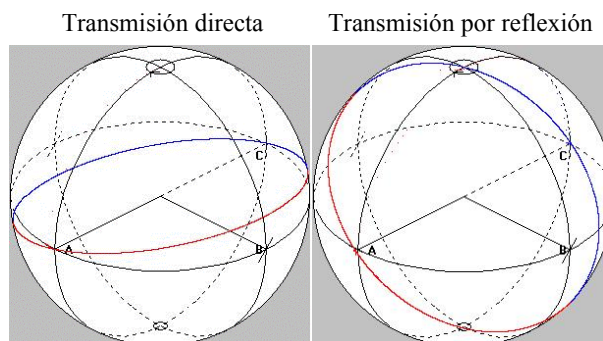 Transmisión directa
Transmisión por reflexión
C
A
B
C
A
B